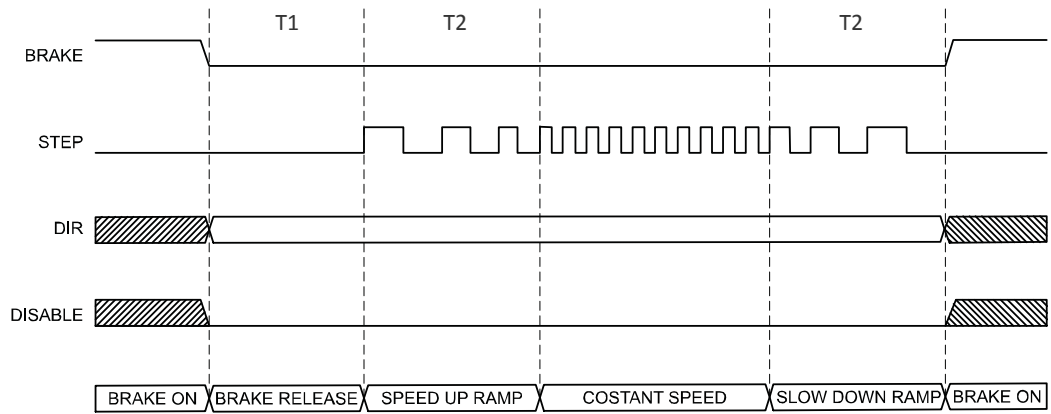 T1 T2 T2
BRAKE
STEP
DIR
DISABLE
BRAKE ON BRAKE RELEASE SPEED UP RAMP COSTANT SPEED SLOW DOWN RAMP BRAKE ON